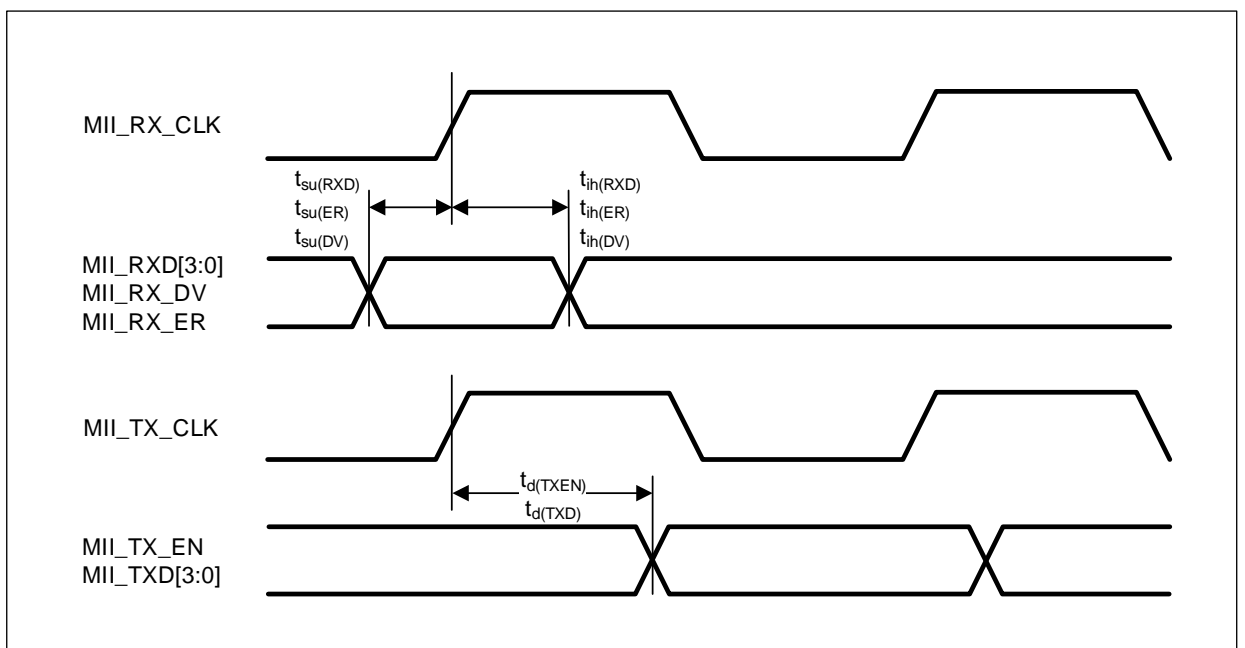 MII_RX_CLK
tsu(RXD)
tsu(ER)
tsu(DV)
tih(RXD)
tih(ER)
tih(DV)
MII_RXD[3:0]
MII_RX_DV
MII_RX_ER
MII_TX_CLK
td(TXEN)
td(TXD)
MII_TX_EN
MII_TXD[3:0]